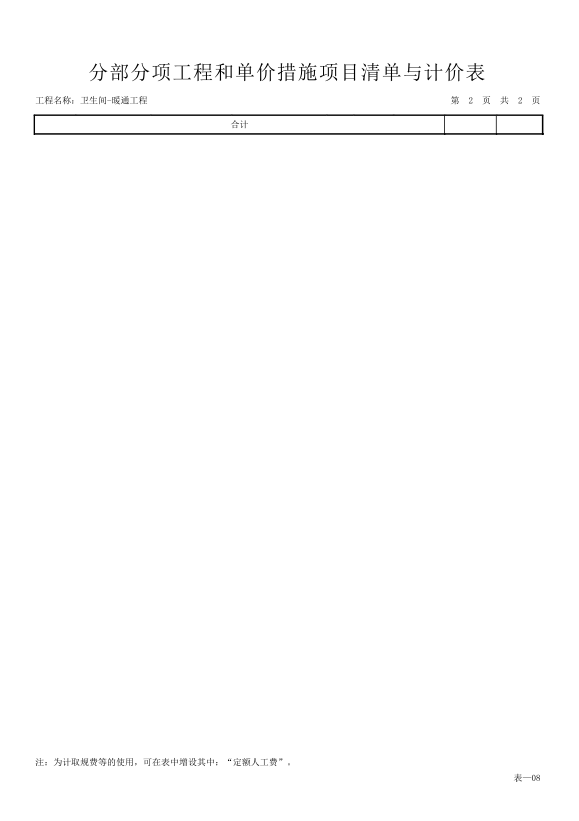 分部分项工程和单价措施项目清单与计价表
工程名称：卫生间-暖通工程 第 2 页 共 2 页
合计
注：为计取规费等的使用，可在表中增设其中：“定额人工费”。
表—08